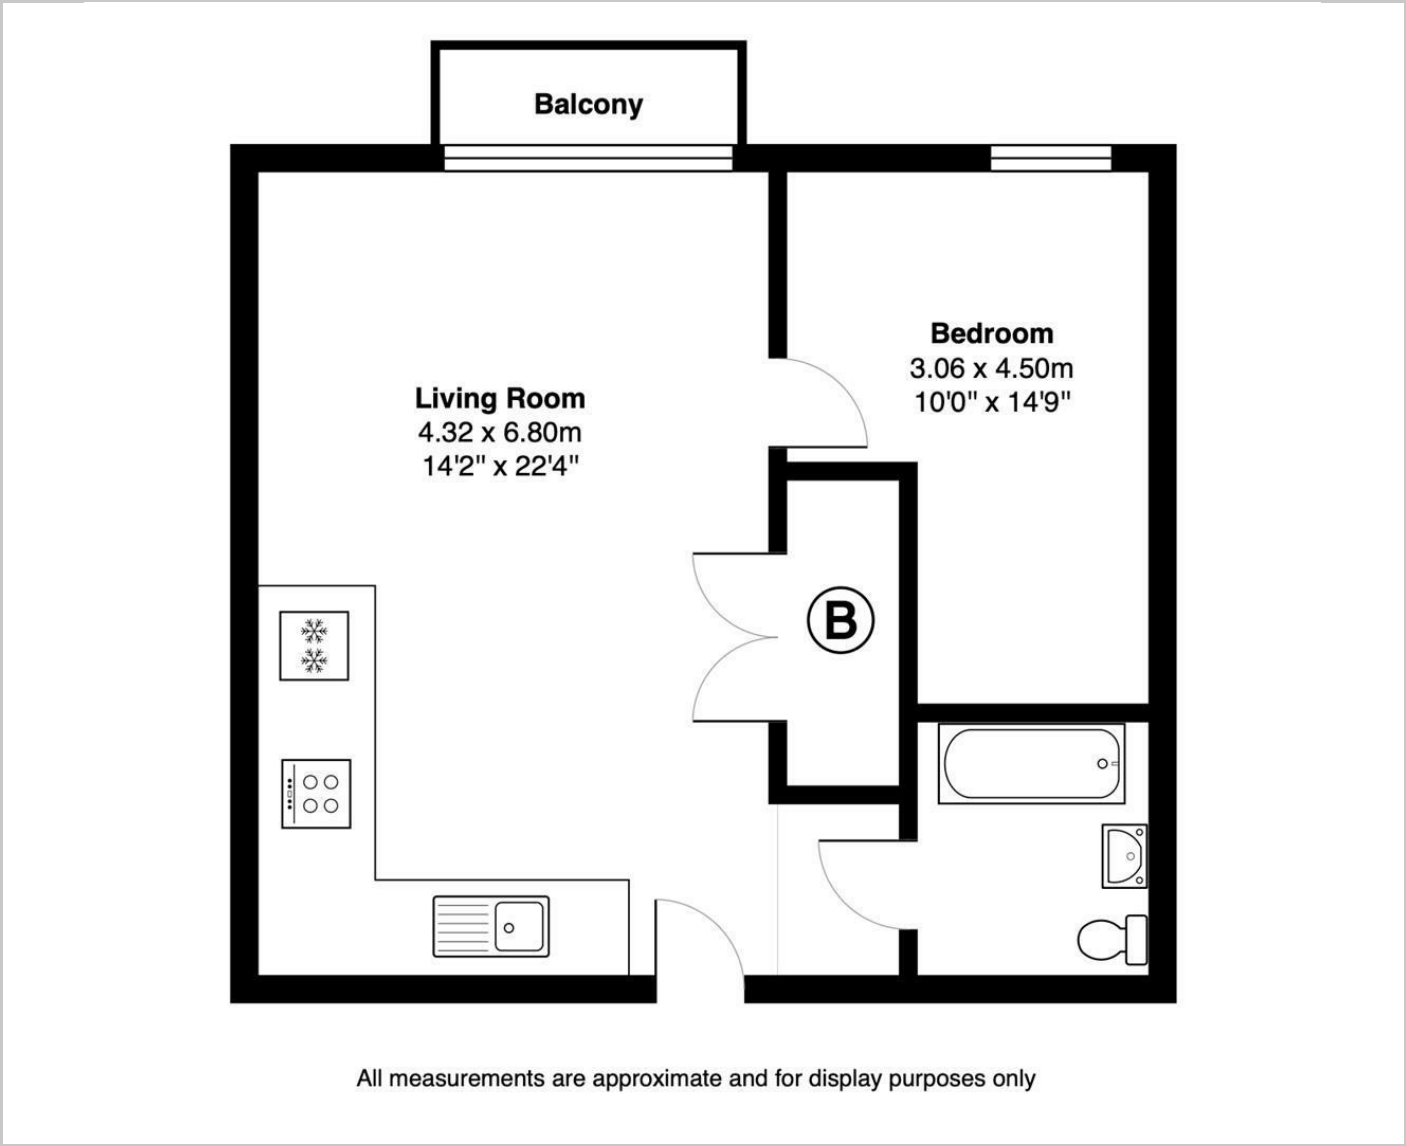 Balcony
Bedroom
3.06 x 4.50m
10'0" x 14'9"
Living Room
4.32 x 6.80m
14'2" x 22'4"
B
All measurements are approximate and for display purposes only